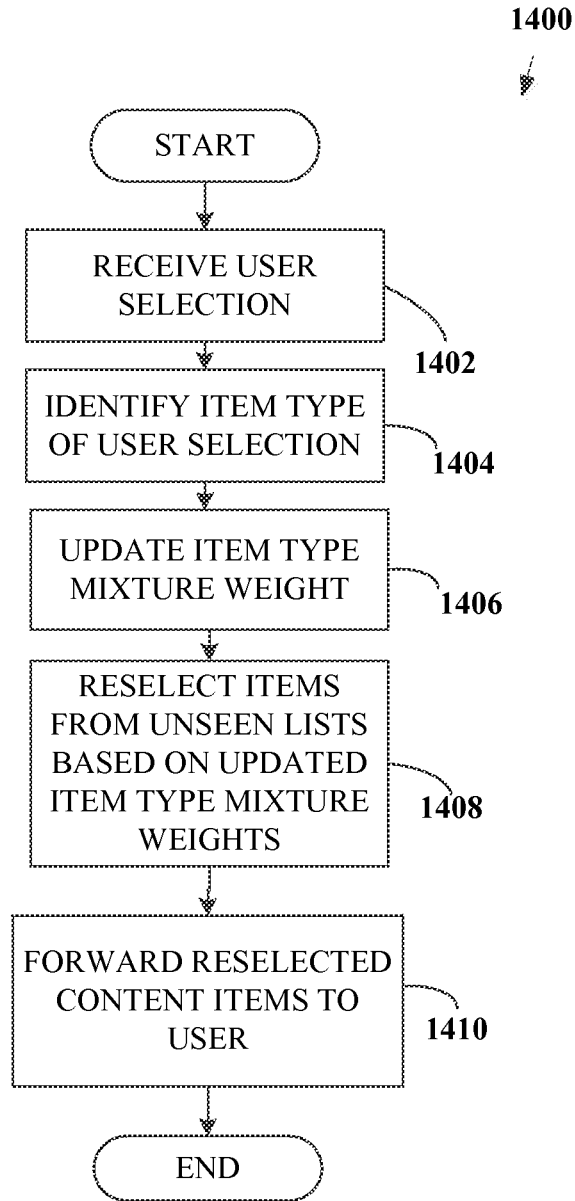 1400
START
RECEIVE USER
SELECTION
1402
IDENTIFY ITEM TYPE
OF USER SELECTION
1404
UPDATE ITEM TYPE
MIXTURE WEIGHT
1406
RESELECT ITEMS
FROM UNSEEN LISTS
BASED ON UPDATED
ITEM TYPE MIXTURE
WEIGHTS
1408
FORWARD RESELECTED
CONTENT ITEMS TO
USER
1410
END